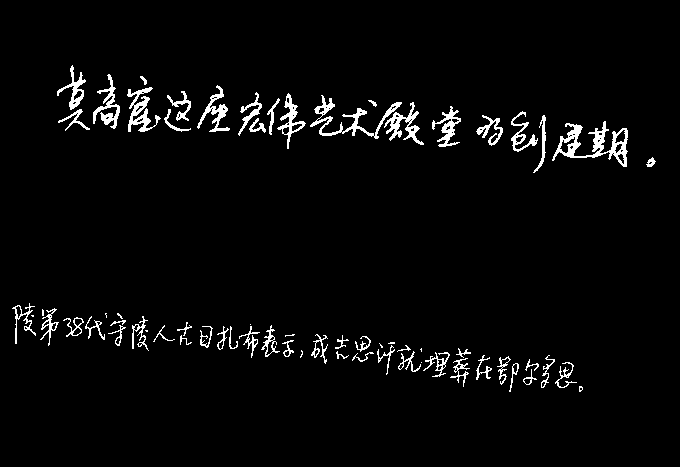 莫高窟这座宏伟艺术殿堂的创建期。
陵第38代守陵人古日扎布表示,成吉思汗就埋葬在鄂尔多思。